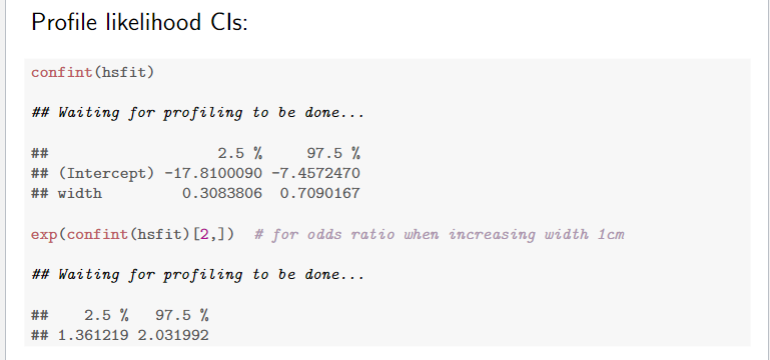 Profile likelihood CIs:
confint(hsfit)
## Waiting for profiling to be done...
## 2.5 % 97.5 %
## (Intercept) -17.8100090 -7.4572470
## width 0.3083806 0.7090167
exp(confint(hsfit)[2,]) # for odds ratio when increasing width 1cm
## Waiting for profiling to be done...
## 2.5 % 97.5 %
## 1.361219 2.031992